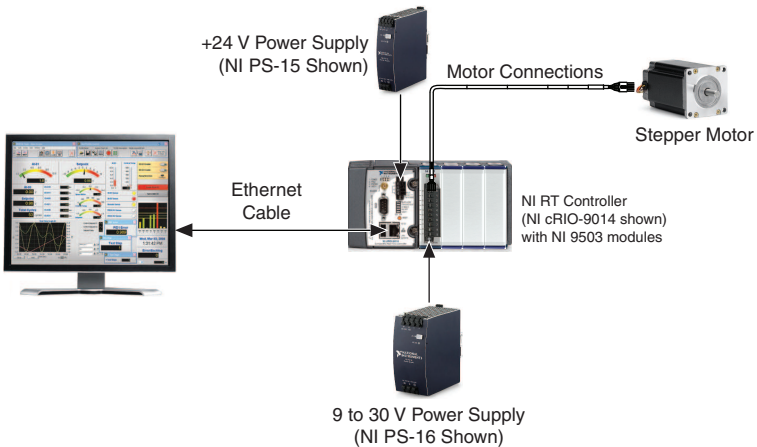 +24 V Power Supply
(NI PS-15 Shown)
Motor Connections
Stepper Motor
Ethernet
Cable
NI RT Controller
(NI cRIO-9014 shown)
with NI 9503 modules
9 to 30 V Power Supply
(NI PS-16 Shown)